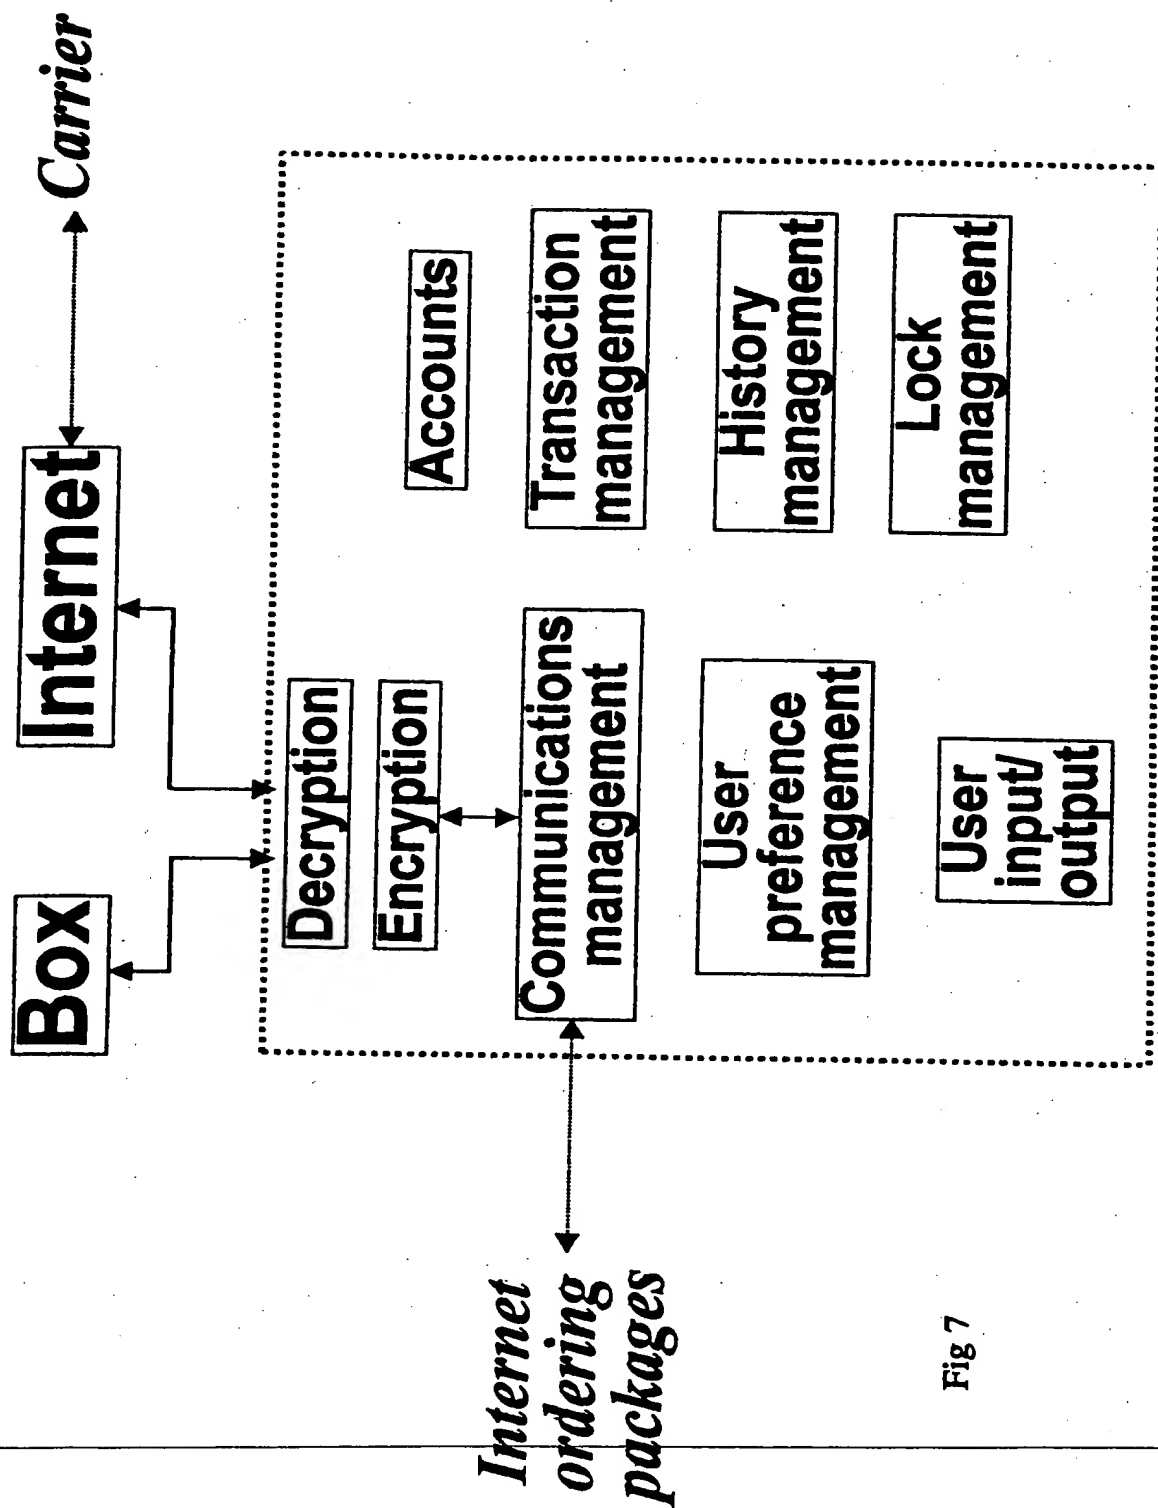 Box
Internet
Carrier
Decryption
Encryption
Accounts
Internet
ordering
packages
Communications
management
Transaction
management
User
preference
management
History
management
User
input/
output
Lock
management
Fig 7